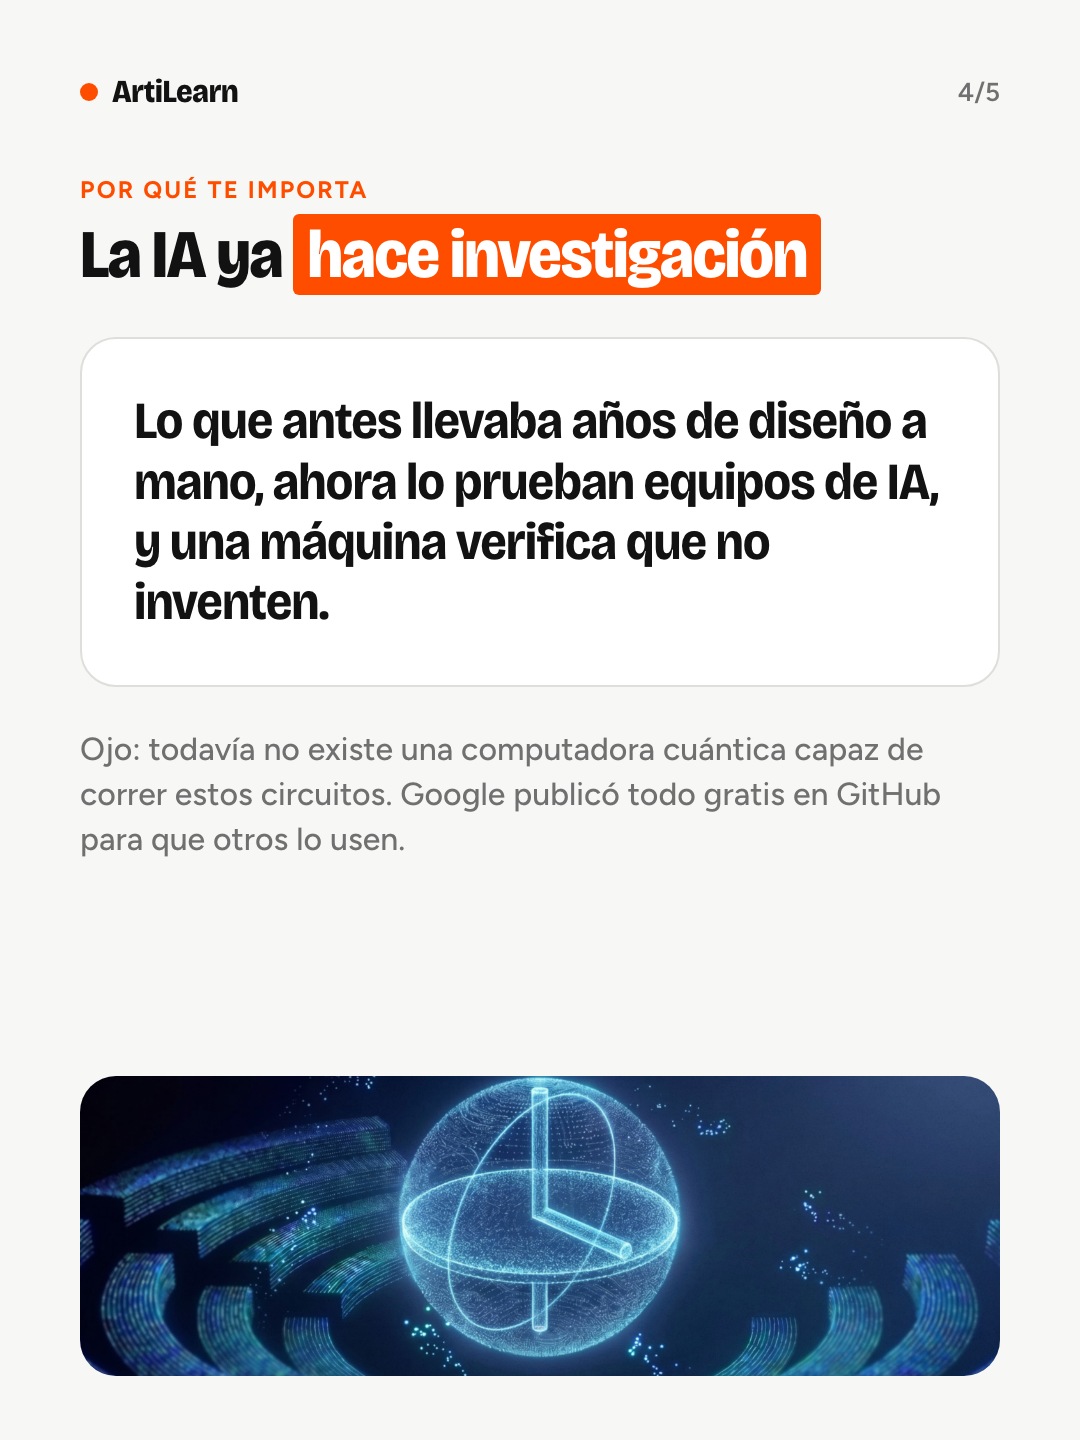 ArtiLearn
4/5
POR QUÉ TE IMPORTA
La IA ya hace investigación
Lo que antes llevaba años de diseño a
mano, ahora lo prueban equipos de IA,
y una máquina verifica que no
inventen.
Ojo: todavía no existe una computadora cuántica capaz de
correr estos circuitos. Google publicó todo gratis en GitHub
para que otros lo usen.